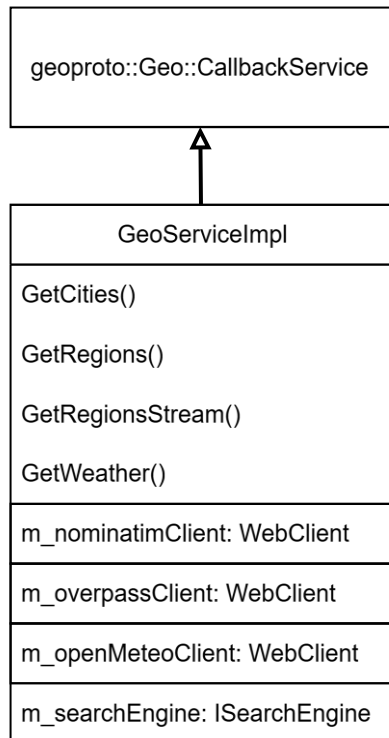 geoproto::Geo::CallbackService
GeoServiceImpl
GetCities()
GetRegions()
GetRegionsStream()
GetWeather()
m_nominatimClient: WebClient
m_overpassClient: WebClient
m_openMeteoClient: WebClient
m_searchEngine: ISearchEngine